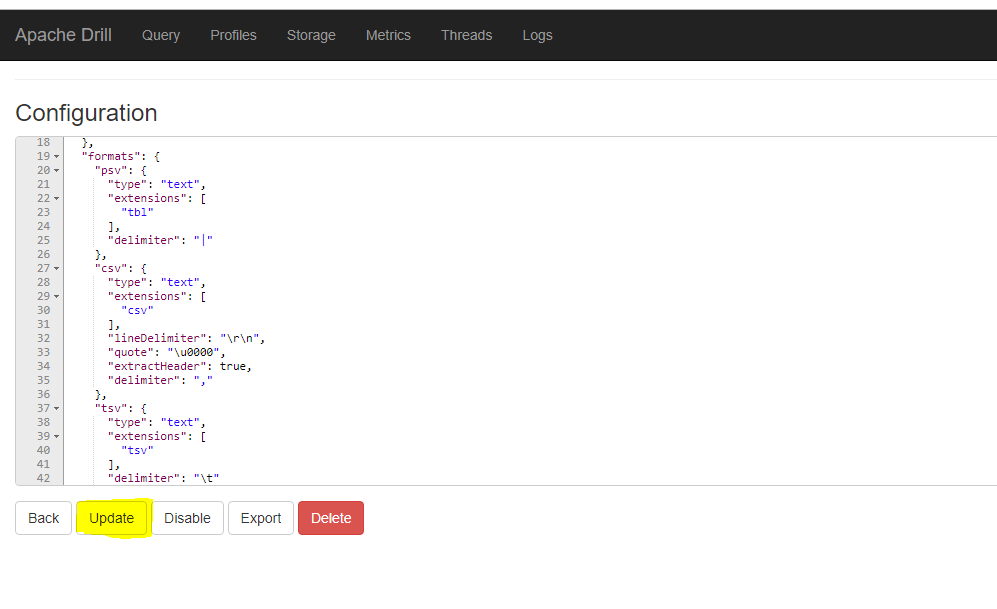 Apache Drill Query Profiles Storage Metrics Threads Logs
Configuration
18 },
19 "formats": {
20 "psv": {
21 "type": "text",
22 "extensions": [
23 "tbl"
24 ],
25 "delimiter": "|"
26 },
27 "csv": {
28 "type": "text",
29 "extensions": [
30 "csv"
31 ],
32 "lineDelimiter": "\r\n",
33 "quote": "\u0000",
34 "extractHeader": true,
35 "delimiter": ","
36 },
37 "tsv": {
38 "type": "text",
39 "extensions": [
40 "tsv"
41 ],
42 "delimiter": "\t"
Back Update Disable Export Delete